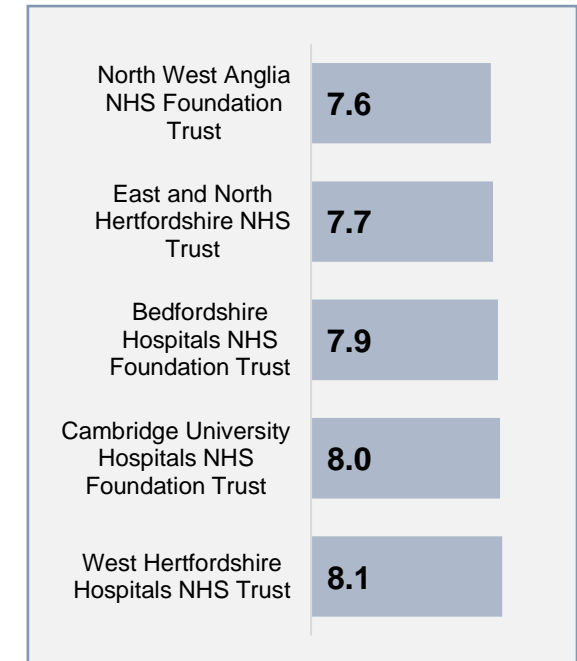 North West Anglia
NHS Foundation
Trust
7.6
East and North
Hertfordshire NHS
Trust
7.7
Bedfordshire
Hospitals NHS
Foundation Trust
7.9
Cambridge University
Hospitals NHS
Foundation Trust
8.0
West Hertfordshire
Hospitals NHS Trust
8.1